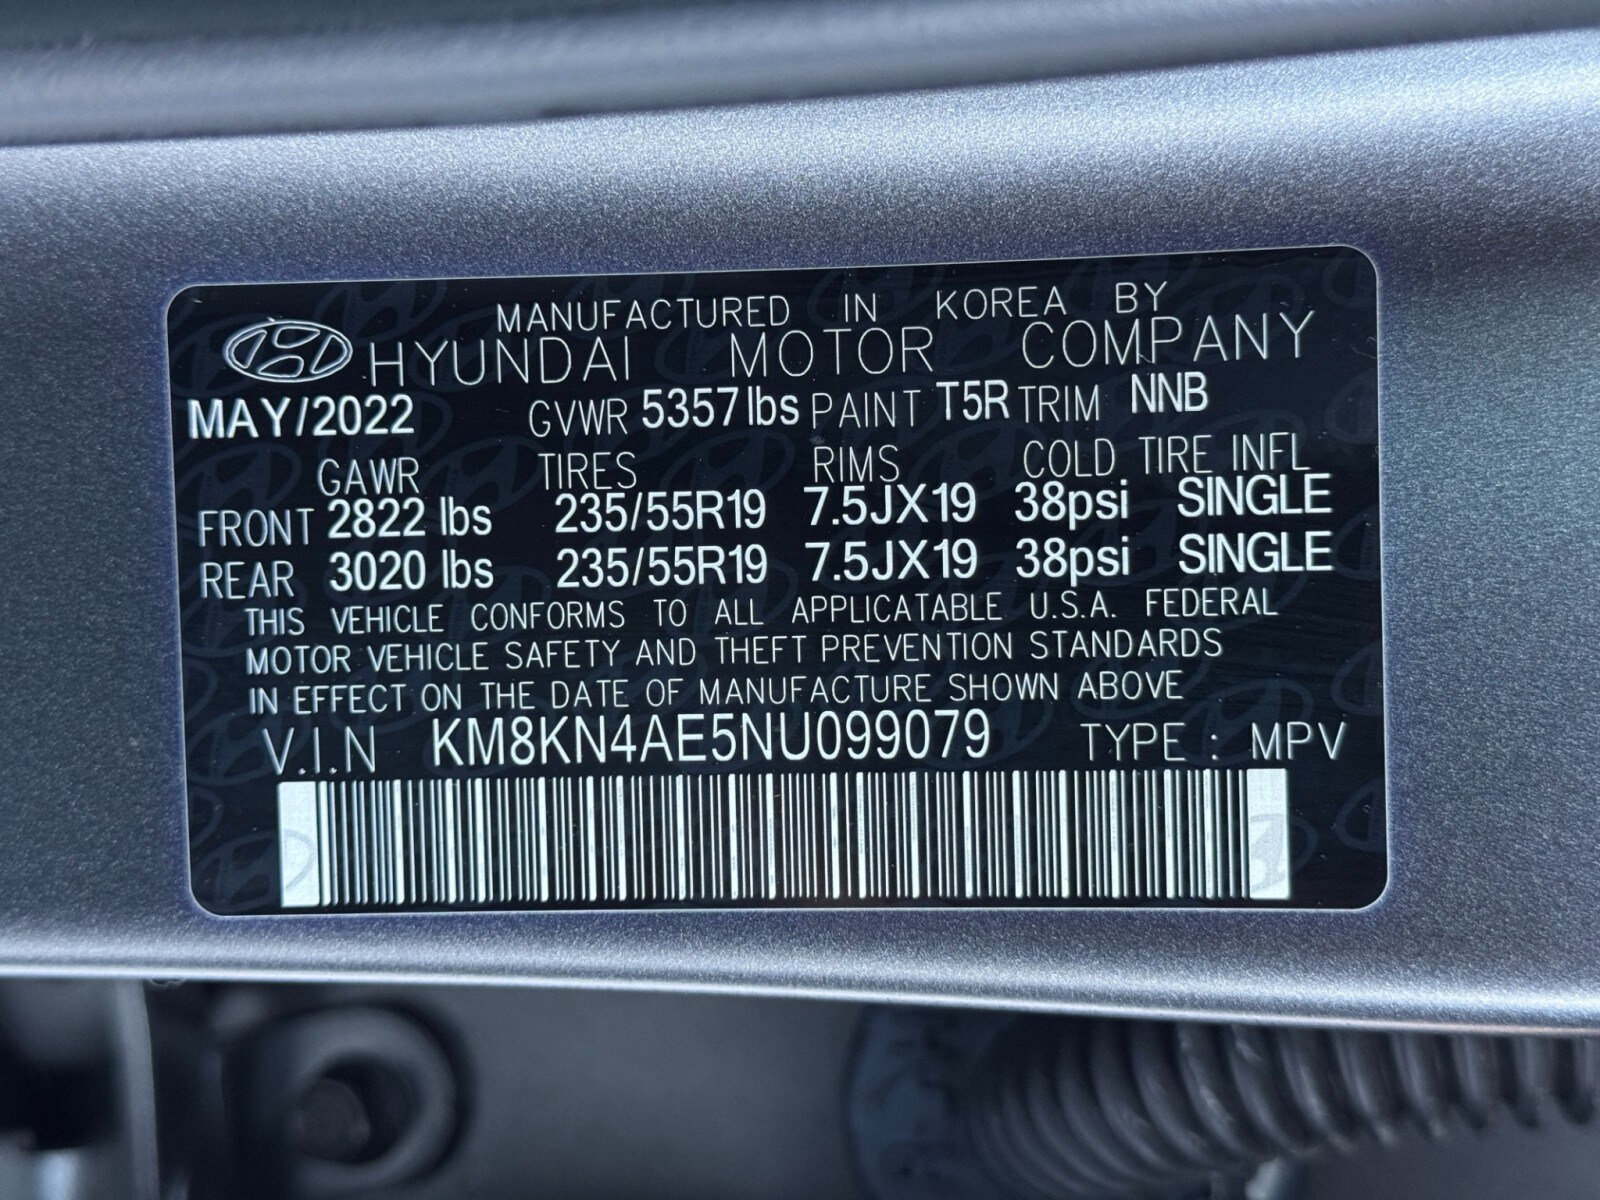 MANUFACTURED IN KOREA BY
HYUNDAI MOTOR COMPANY
MAY/2022 GVWR 5357lbs PAINT T5R TRIM NNB
GAWR TIRES RIMS COLD TIRE INFL
FRONT 2822 lbs 235/55R19 7.5JX19 38psi SINGLE
REAR 3020 lbs 235/55R19 7.5JX19 38psi SINGLE
THIS VEHICLE CONFORMS TO ALL APPLICATABLE U.S.A. FEDERAL
MOTOR VEHICLE SAFETY AND THEFT PREVENTION STANDARDS
IN EFFECT ON THE DATE OF MANUFACTURE SHOWN ABOVE
V.I.N KM8KN4AE5NU099079 TYPE : MPV